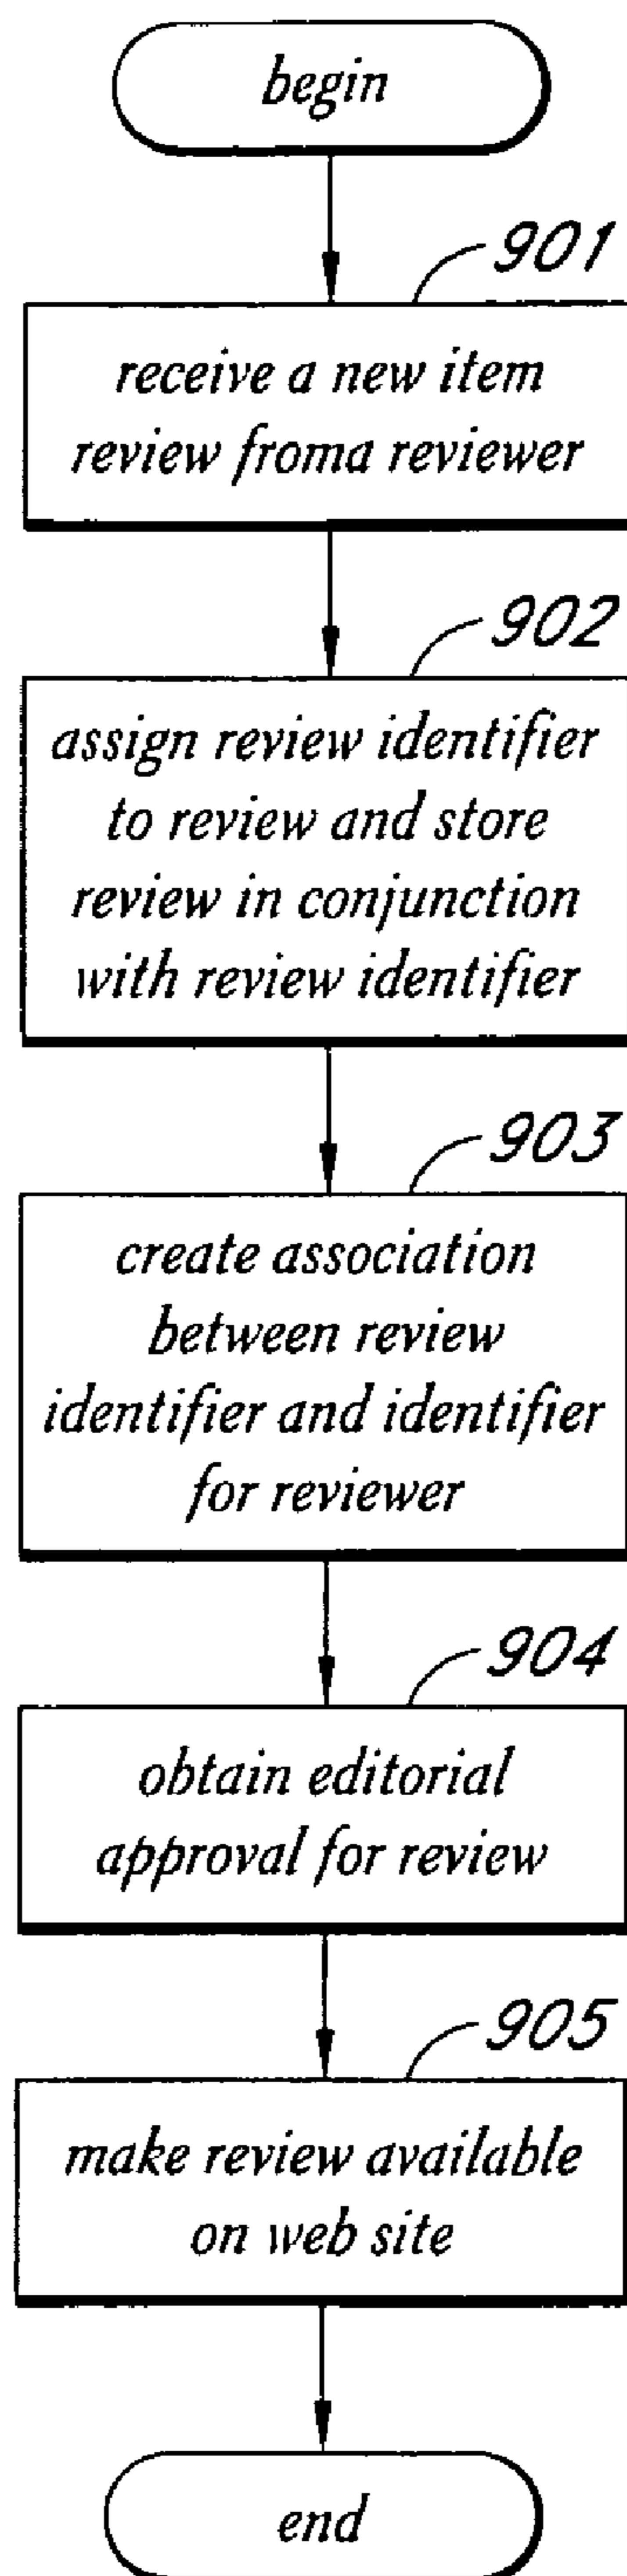 begin
901
receive a new item
review froma reviewer
902
assign review identifier
to review and store
review in conjunction
with review identifier
903
create association
between review
identifier and identifier
for reviewer
904
obtain editorial
approval for review
905
make review available
on web site
end